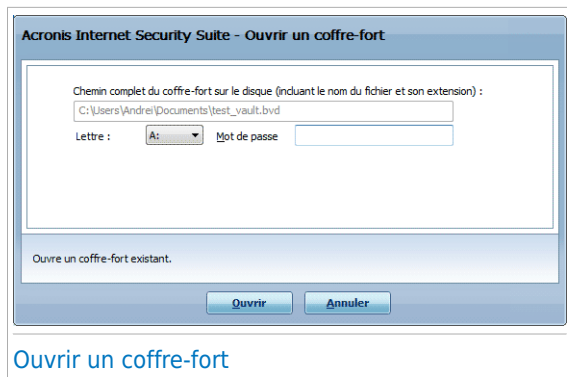 Acronis Internet Security Suite - Ouvrir un coffre-fort
Chemin complet du coffre-fort sur le disque (incluant le nom du fichier et son extension) :
C:\Users\Andrei\Documents\test_vault.bvd
Lettre : A: Mot de passe
Ouvre un coffre-fort existant.
Ouvrir Annuler
Ouvrir un coffre-fort